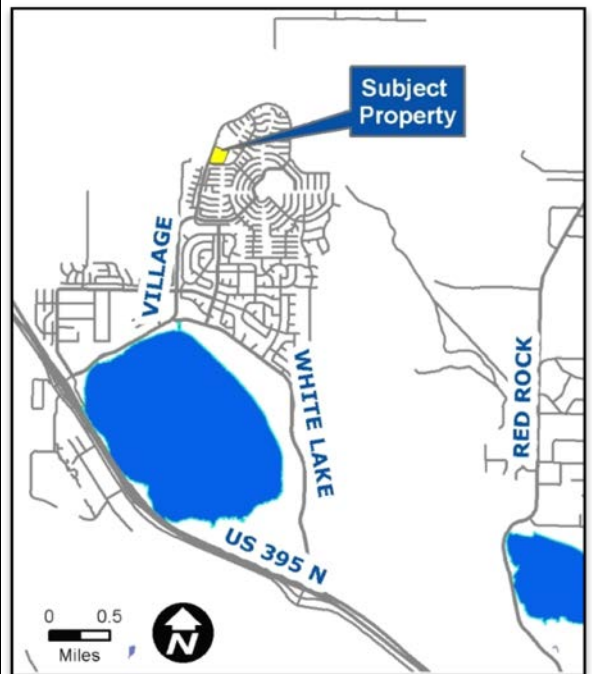 Subject
Property
VILLAGE
WHITE LAKE
RED ROCK
US 395 N
0 0.5
Miles
N